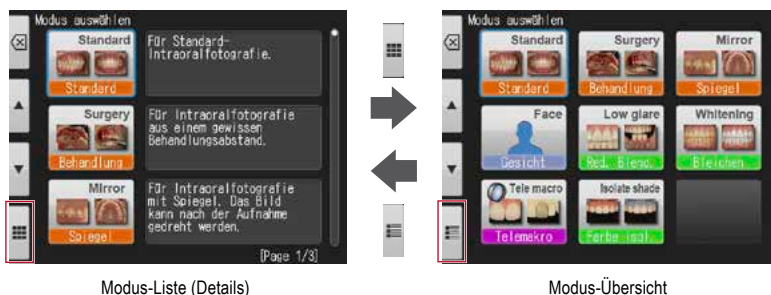 Modus auswählen
Standard
Standard
Für Standard-
Intraoralfotografie.
Surgery
Behandlung
Für Intraoralfotografie
aus einem gewissen
Behandlungsabstand.
Mirror
Spiegel
Für Intraoralfotografie
mit Spiegel. Das Bild
kann nach der Aufnahme
gedreht werden.
[Page 1/3]
Modus-Liste (Details)
Modus auswählen
Standard
Standard
Surgery
Behandlung
Mirror
Spiegel
Face
Gesicht
Low glare
Red. Blend.
Whitening
Bleichen
Tele macro
Telemakro
Isolate shade
Farbe isol.
Modus-Übersicht